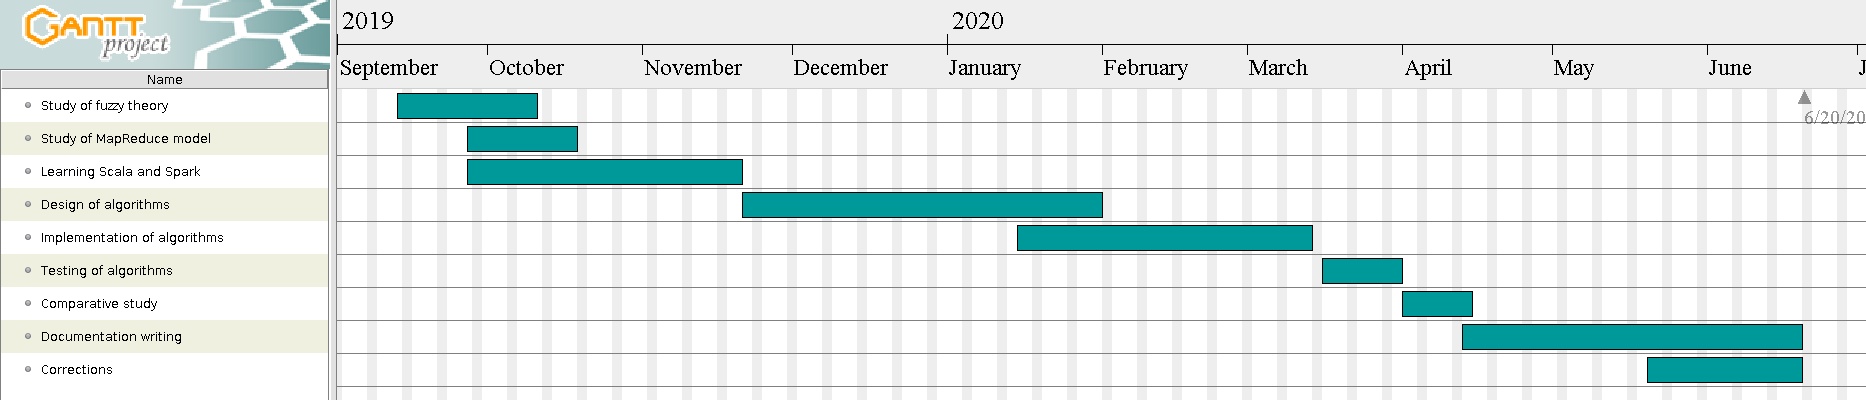 GANTT project
2019 2020
September October November December January February March April May June J
Name
Study of fuzzy theory
6/20/20
Study of MapReduce model
Learning Scala and Spark
Design of algorithms
Implementation of algorithms
Testing of algorithms
Comparative study
Documentation writing
Corrections